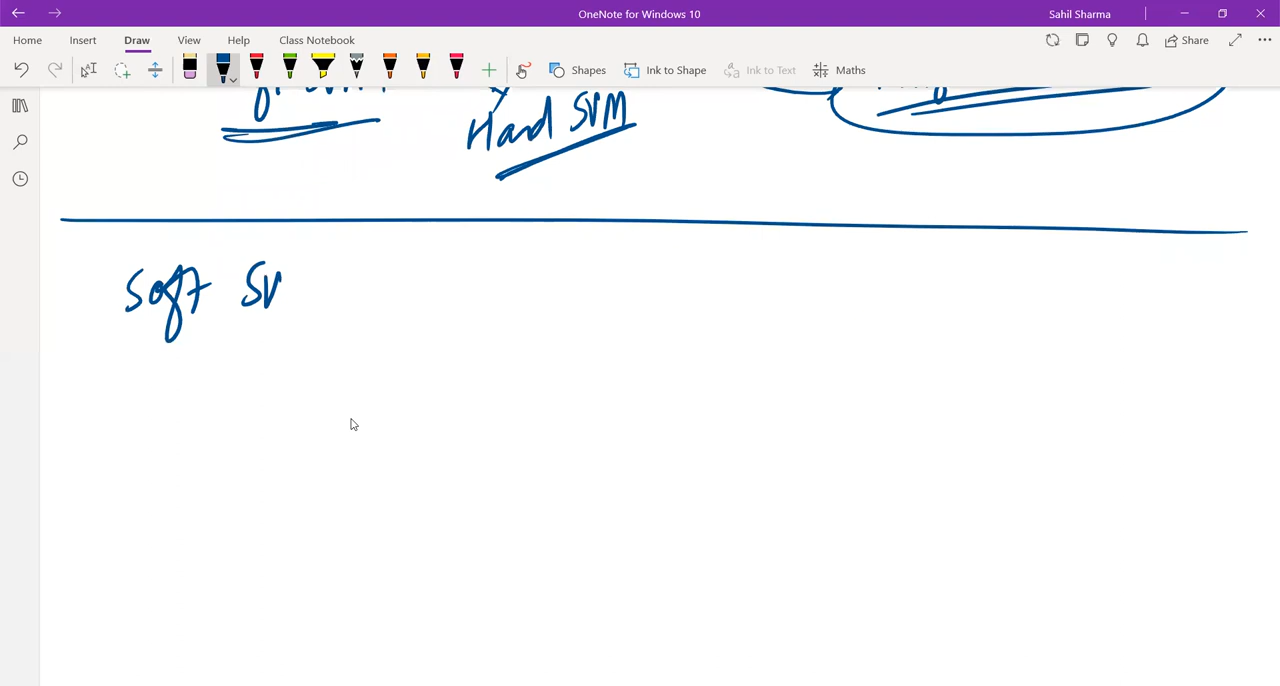 OneNote for Windows 10
Sahil Sharma
Home Insert Draw View Help Class Notebook
Share
Shapes Ink to Shape Ink to Text Maths
Hard SVM
Soft SV